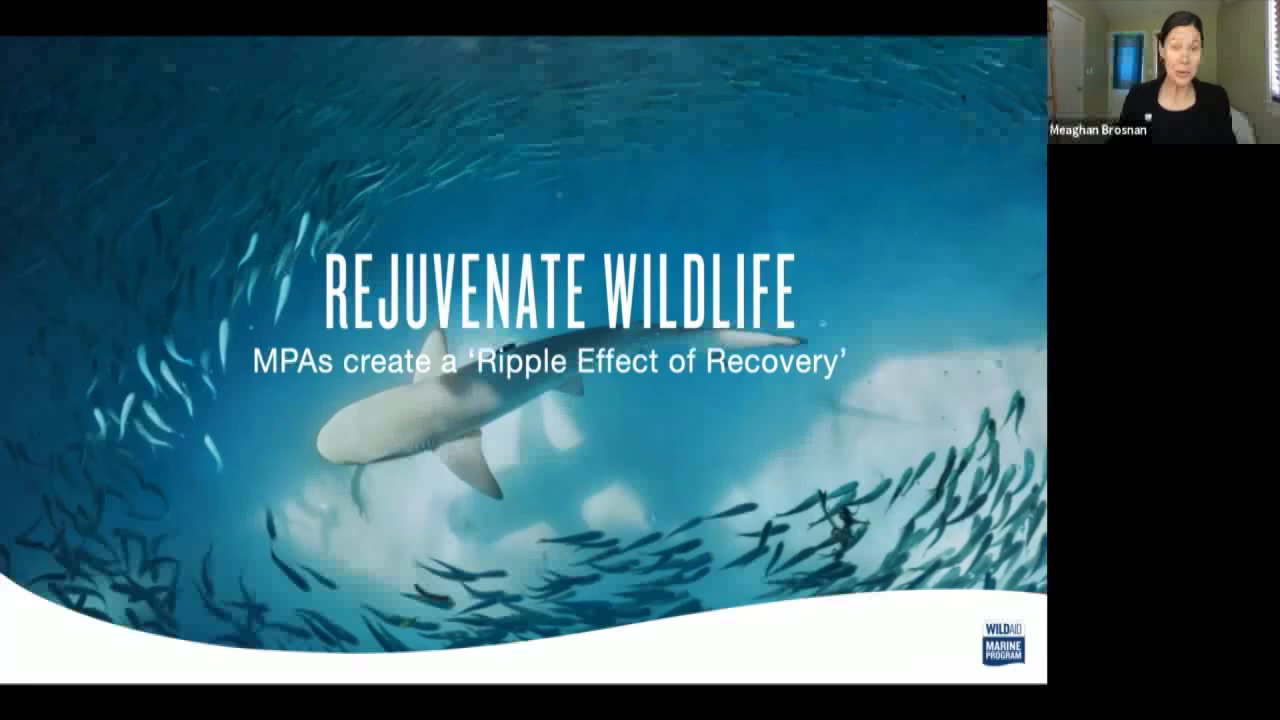 REJUVENATE WILDLIFE
MPAs create a ‘Ripple Effect of Recovery’
Meaghan Brosnan
WILDAID
MARINE
PROGRAM